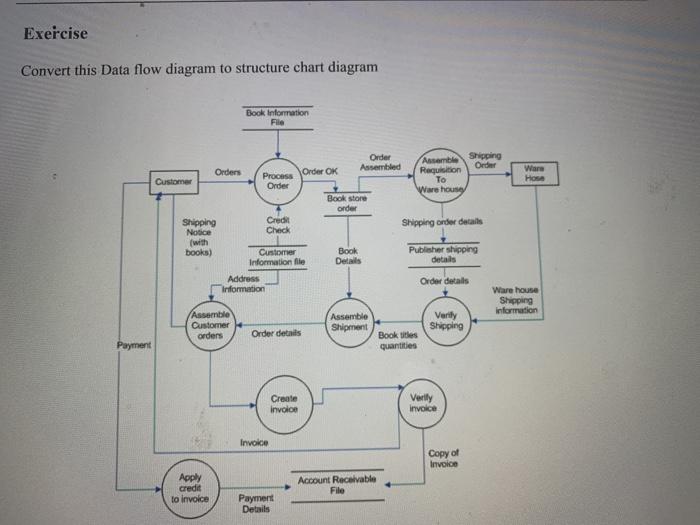 Exercise
Convert this Data flow diagram to structure chart diagram
Book Information
File
Customer
Orders
Process
Order
Order OK
Order
Assembled
Assemble
Requisition
To
Ware house
Shipping
Order
Ware
Hose
Book store
order
Shipping
Notice
(with
books)
Credit
Check
Customer
Information file
Book
Details
Shipping order details
Publisher shipping
details
Address
Information
Order details
Ware house
Shipping
information
Assemble
Customer
orders
Order details
Assemble
Shipment
Book titles
quantities
Verify
Shipping
Payment
Create
invoice
Verify
invoice
Invoice
Copy of
Invoice
Apply
credit
to invoice
Payment
Details
Account Receivable
File